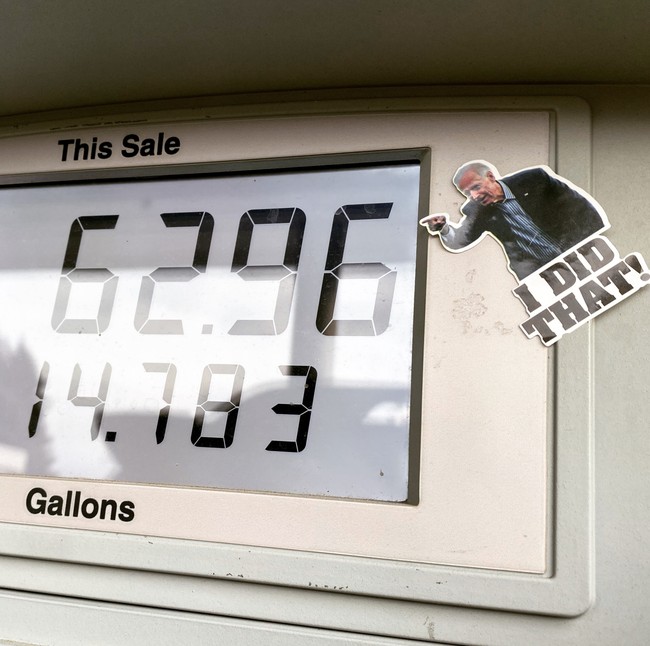 This Sale
62.96
14.783
Gallons
I DID
THAT!